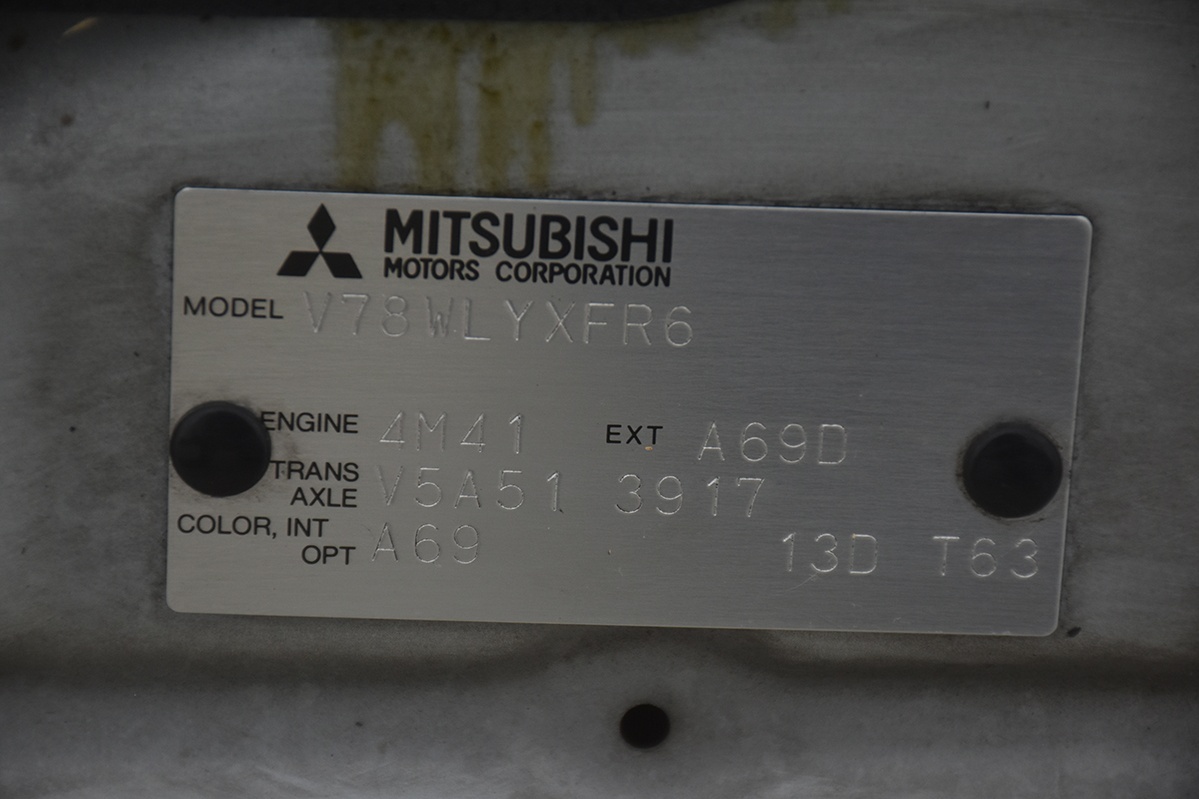 MITSUBISHI
MOTORS CORPORATION
MODEL V78WLYXFR6
ENGINE 4M41 EXT A69D
TRANS
AXLE V5A51 3917
COLOR, INT
OPT A69 13D T63